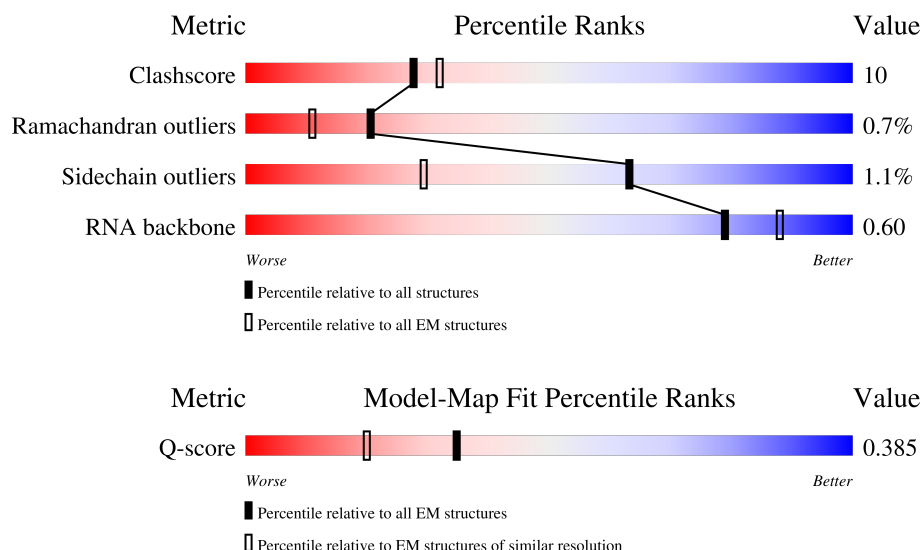 Metric Percentile Ranks Value
Clashscore 10
Ramachandran outliers 0.7%
Sidechain outliers 1.1%
RNA backbone 0.60
Worse Better
Percentile relative to all structures
Percentile relative to all EM structures
Metric Model-Map Fit Percentile Ranks Value
Q-score 0.385
Worse Better
Percentile relative to all EM structures
Percentile relative to EM structures of similar resolution